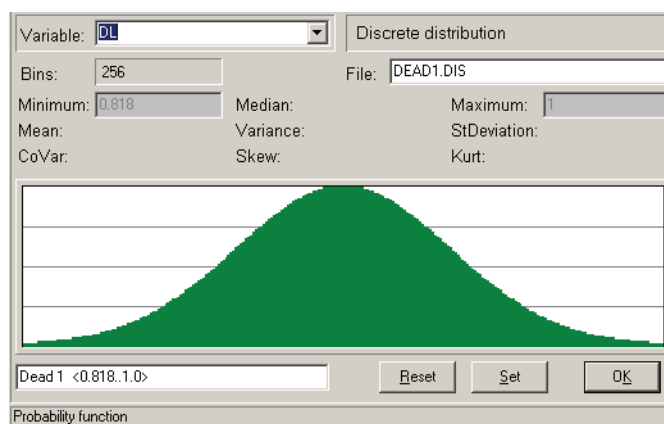 Variable: DL Discrete distribution
Bins: 256 File: DEAD1.DIS
Minimum: 0.818 Median: Maximum: 1
Mean: Variance: StDeviation:
CoVar: Skew: Kurt:
Dead 1 <0.818..1.0> Reset Set OK
Probability function